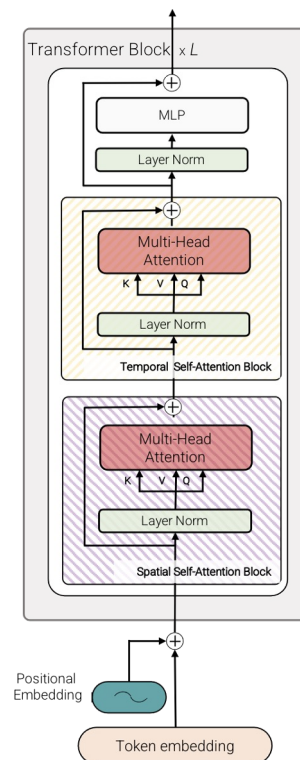 Transformer Block × L
MLP
Layer Norm
Multi-Head
Attention
K V Q
Layer Norm
Temporal Self-Attention Block
Multi-Head
Attention
K V Q
Layer Norm
Spatial Self-Attention Block
Positional
Embedding
Token embedding